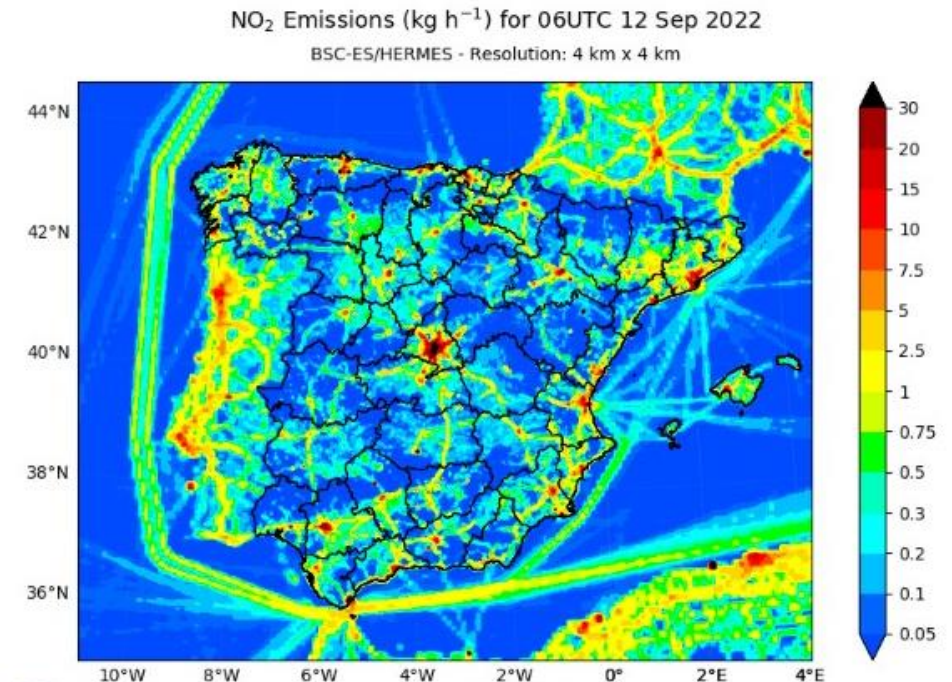 NO₂ Emissions (kg h⁻¹) for 06UTC 12 Sep 2022
BSC-ES/HERMES - Resolution: 4 km x 4 km
44°N
42°N
40°N
38°N
36°N
10°W 8°W 6°W 4°W 2°W 0° 2°E 4°E
30
20
15
10
7.5
5
2.5
1
0.75
0.5
0.3
0.2
0.1
0.05